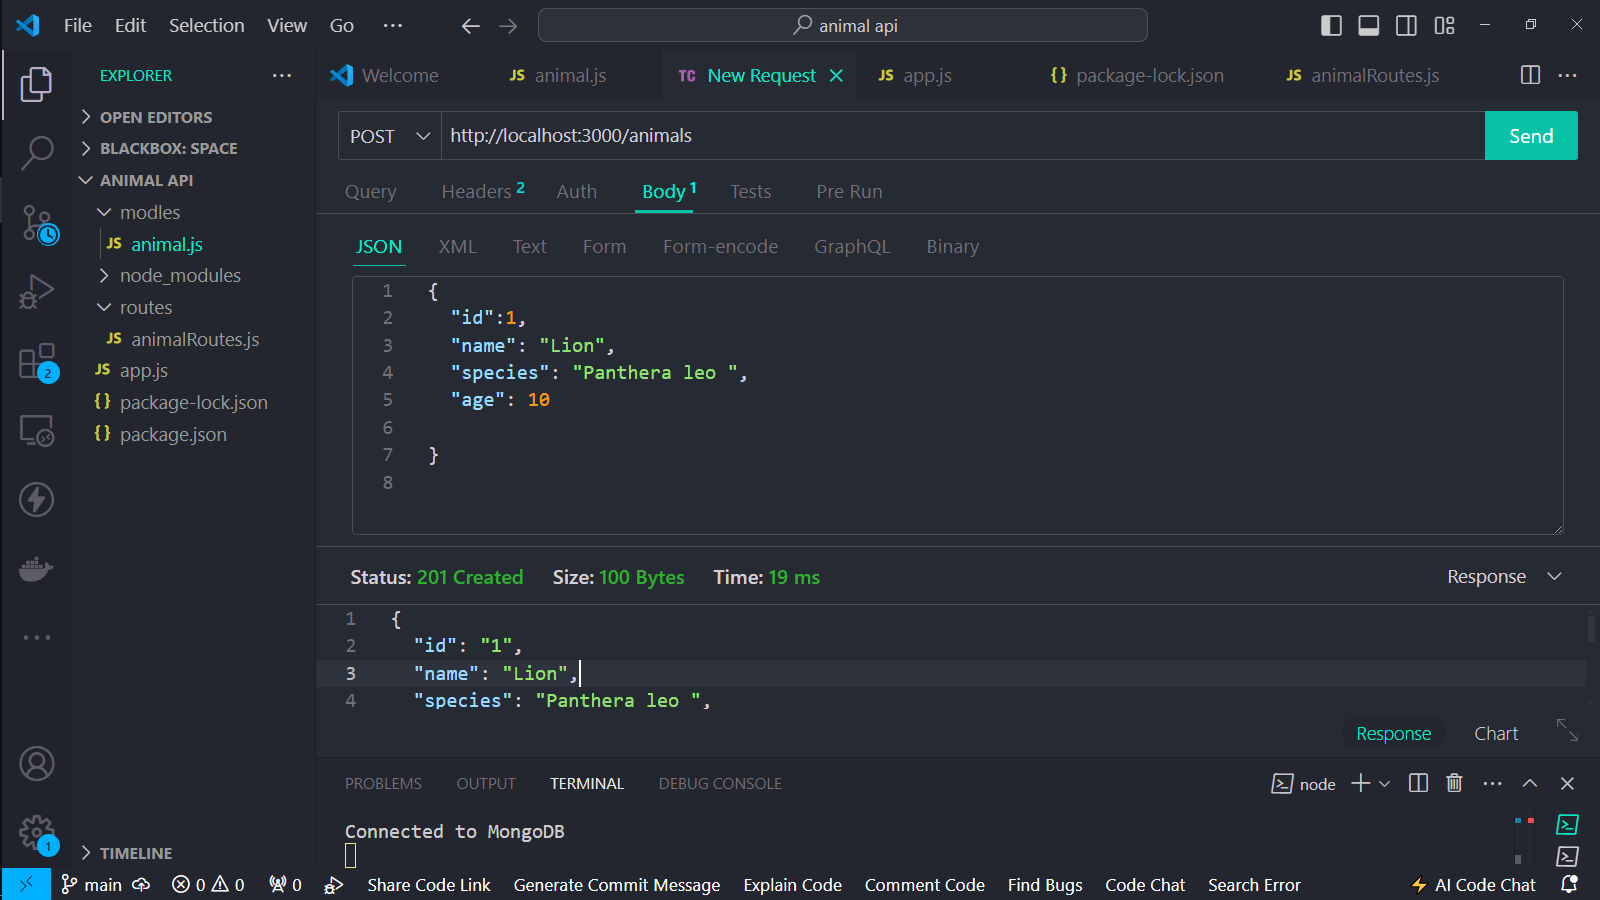 File Edit Selection View Go ··· animal api
EXPLORER ···
OPEN EDITORS
BLACKBOX: SPACE
ANIMAL API
modles
JS animal.js
node_modules
routes
JS animalRoutes.js
JS app.js
{} package-lock.json
{} package.json
TIMELINE
2
1
Welcome JS animal.js TC New Request JS app.js {} package-lock.json JS animalRoutes.js ···
POST http://localhost:3000/animals Send
Query Headers 2 Auth Body 1 Tests Pre Run
JSON XML Text Form Form-encode GraphQL Binary
1 {
2 "id":1,
3 "name": "Lion",
4 "species": "Panthera leo ",
5 "age": 10
6
7 }
8
Status: 201 Created Size: 100 Bytes Time: 19 ms Response
1 {
2 "id": "1",
3 "name": "Lion",
4 "species": "Panthera leo ",
Response Chart
PROBLEMS OUTPUT TERMINAL DEBUG CONSOLE node ···
Connected to MongoDB
main 0 0 0 Share Code Link Generate Commit Message Explain Code Comment Code Find Bugs Code Chat Search Error AI Code Chat